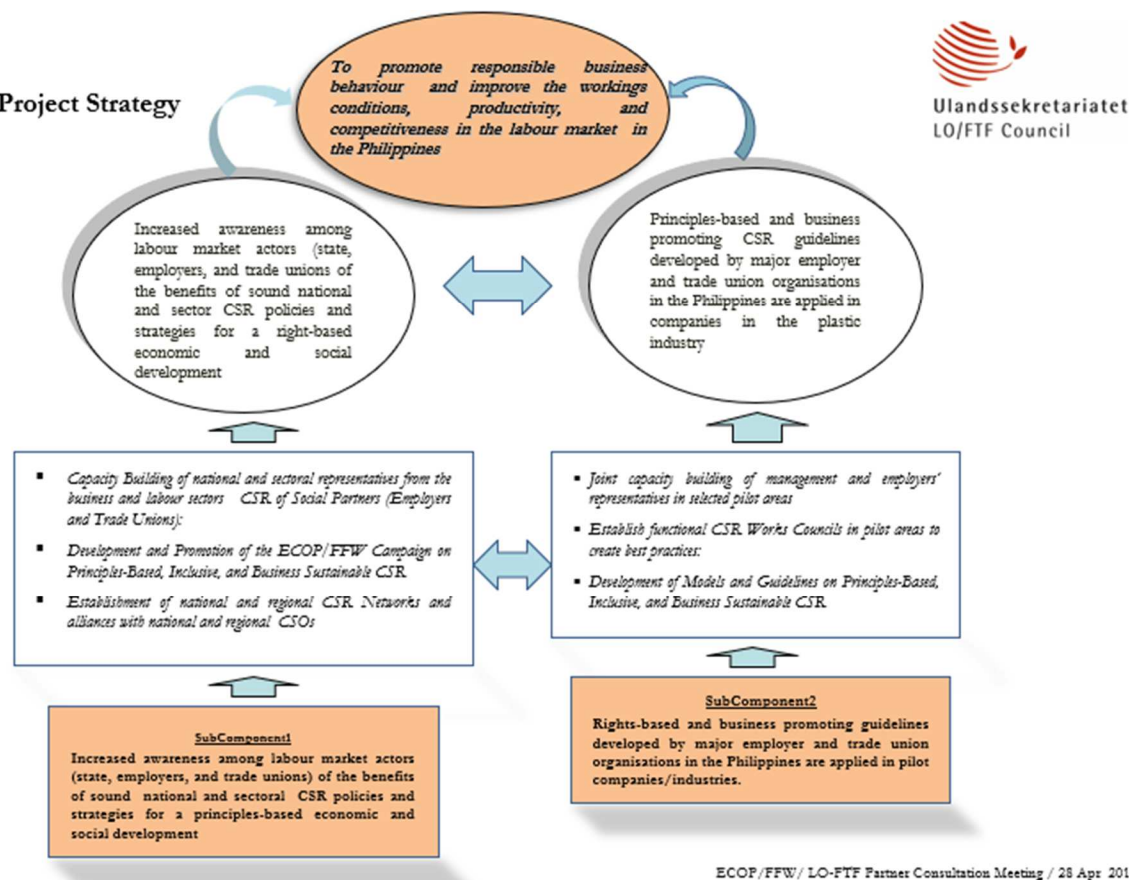 Project Strategy
To promote responsible business
behaviour and improve the workings
conditions, productivity, and
competitiveness in the labour market in
the Philippines
Ulandssekretariatet
LO/FTF Council
Increased awareness among
labour market actors (state,
employers, and trade unions of
the benefits of sound national
and sector CSR policies and
strategies for a right-based
economic and social
development
Principles-based and business
promoting CSR guidelines
developed by major employer
and trade union organisations
in the Philippines are applied in
companies in the plastic
industry
▪ Capacity Building of national and sectoral representatives from the
business and labour sectors CSR of Social Partners (Employers
and Trade Unions):
▪ Development and Promotion of the ECOP/FFW Campaign on
Principles-Based, Inclusive, and Business Sustainable CSR
▪ Establishment of national and regional CSR Networks and
alliances with national and regional CSOs
▪ Joint capacity building of management and employers'
representatives in selected pilot areas
▪ Establish functional CSR Works Councils in pilot areas to
create best practices:
▪ Development of Models and Guidelines on Principles-Based,
Inclusive, and Business Sustainable CSR
SubComponent1
Increased awareness among labour market actors
(state, employers, and trade unions) of the benefits
of sound national and sectoral CSR policies and
strategies for a principles-based economic and
social development
SubComponent2
Rights-based and business promoting guidelines
developed by major employer and trade union
organisations in the Philippines are applied in pilot
companies/industries.
ECOP/FFW/ LO-FTF Partner Consultation Meeting / 28 Apr 201